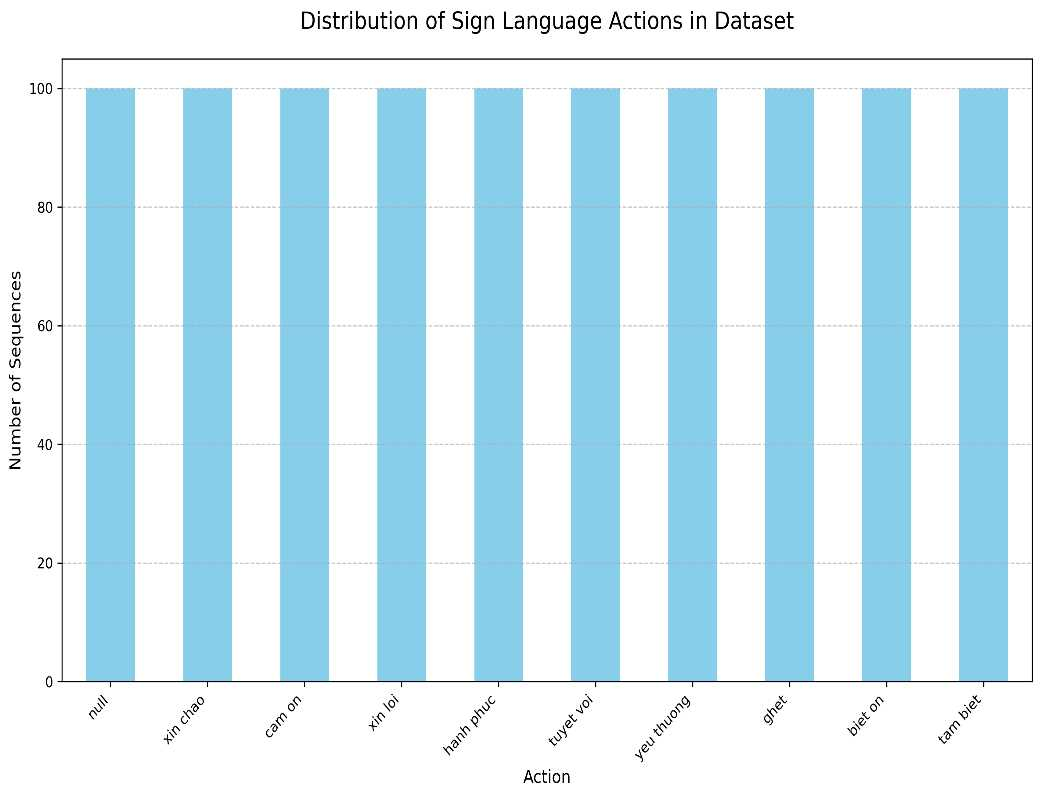 Distribution of Sign Language Actions in Dataset
Number of Sequences
100
80
60
40
20
0
null
xin chao
cam on
xin loi
hanh phuc
tuyet voi
yeu thuong
ghet
biet on
tam biet
Action